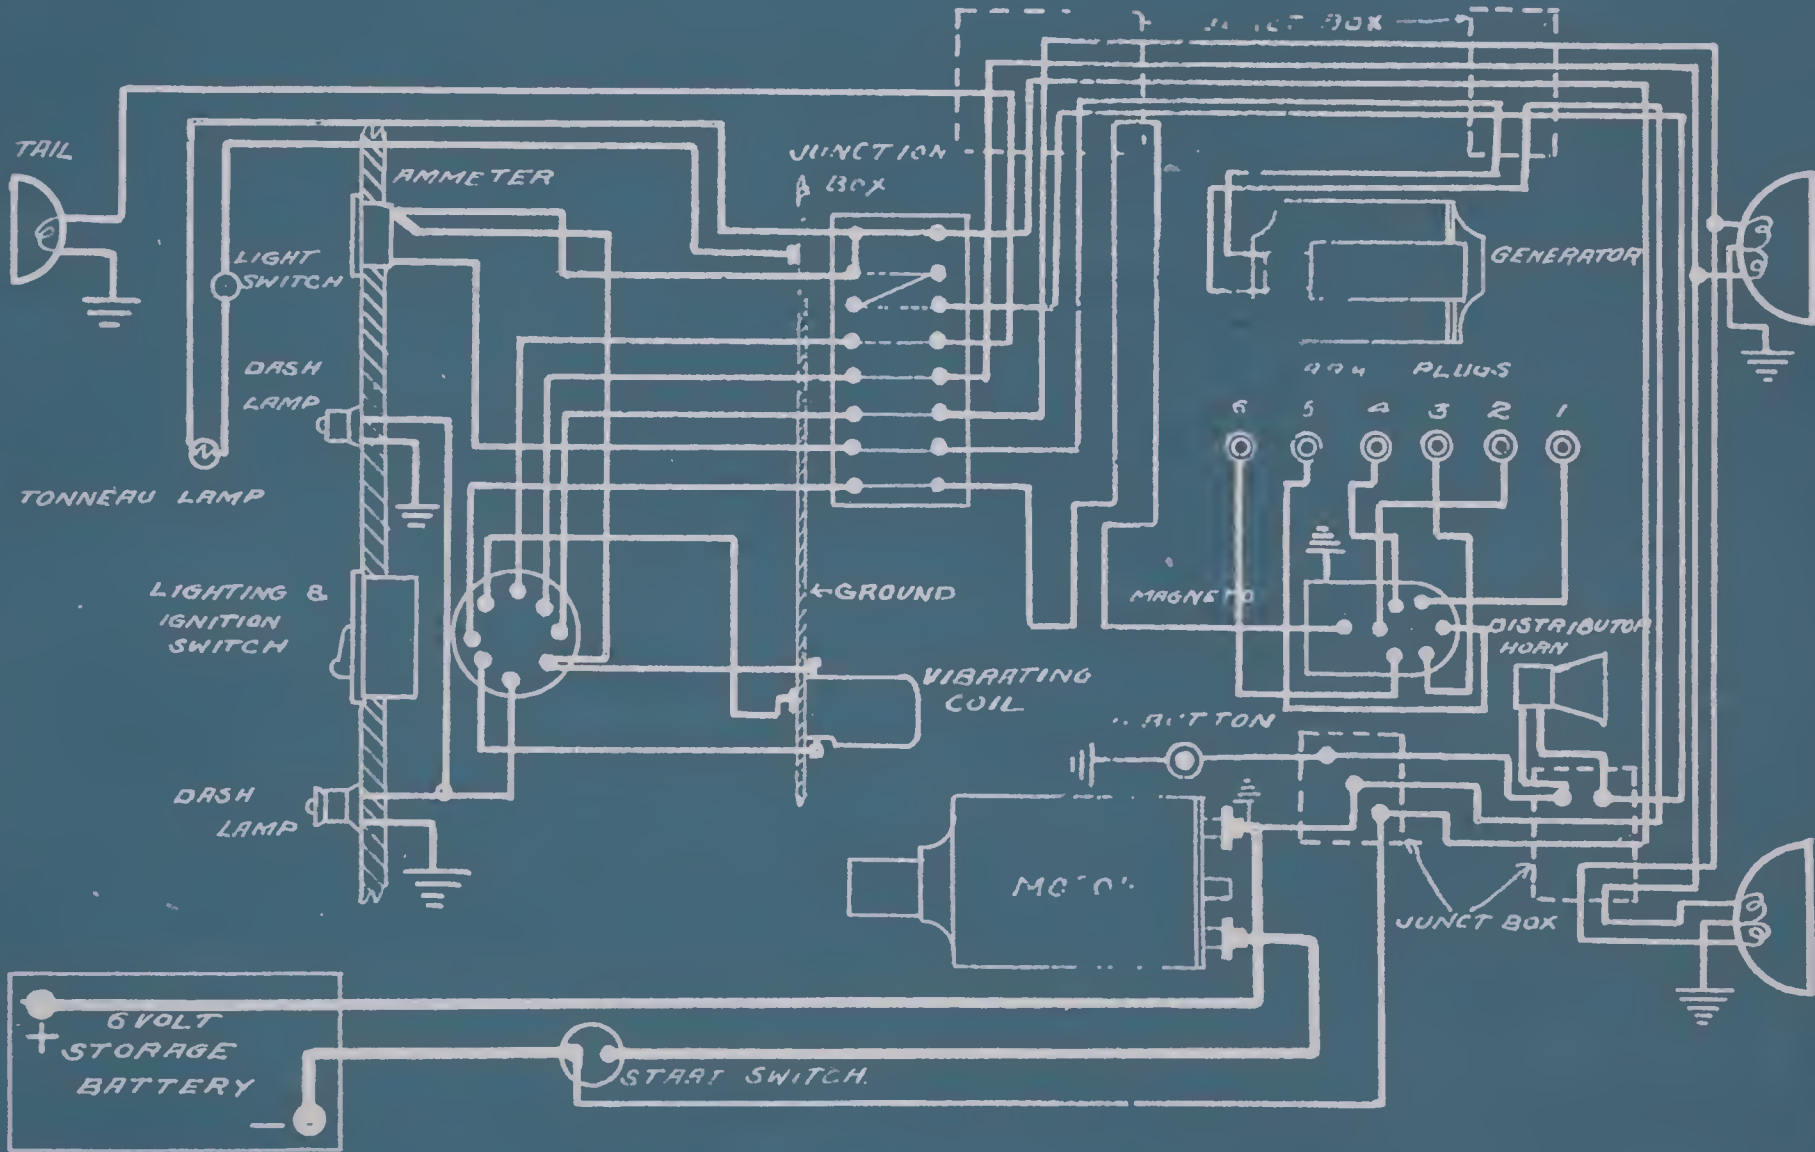 BOX
TAIL
AMMETER
JUNCTION
BOX
LIGHT
SWITCH
GENERATOR
DASH
LAMP
PLUGS
6 5 4 3 2 1
TONNEAU LAMP
LIGHTING &
IGNITION
SWITCH
GROUND
DISTRIBUTOR
HORN
VIBRATING
COIL
DASH
LAMP
JUNCT BOX
6 VOLT
+ STORAGE
BATTERY
-
START SWITCH.